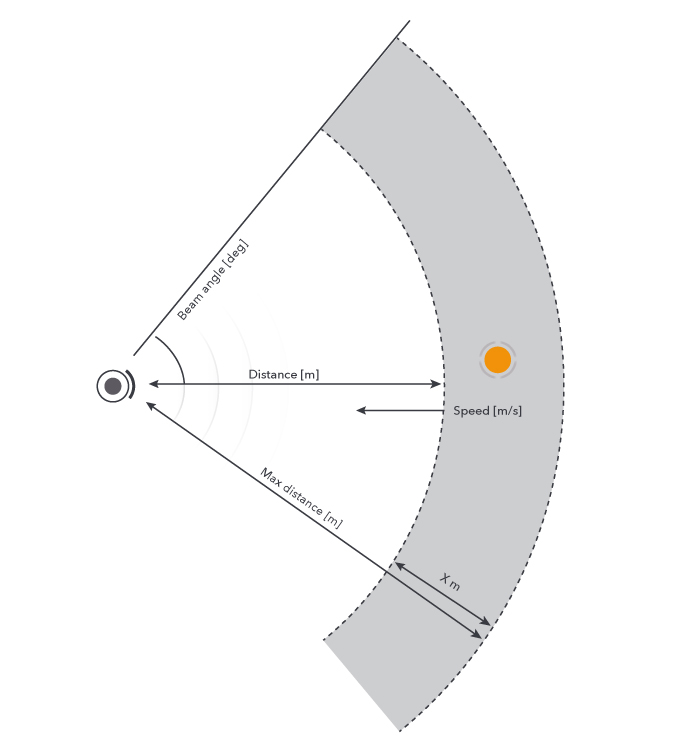 Beam angle [deg]
Distance [m]
Speed [m/s]
Max distance [m]
X m